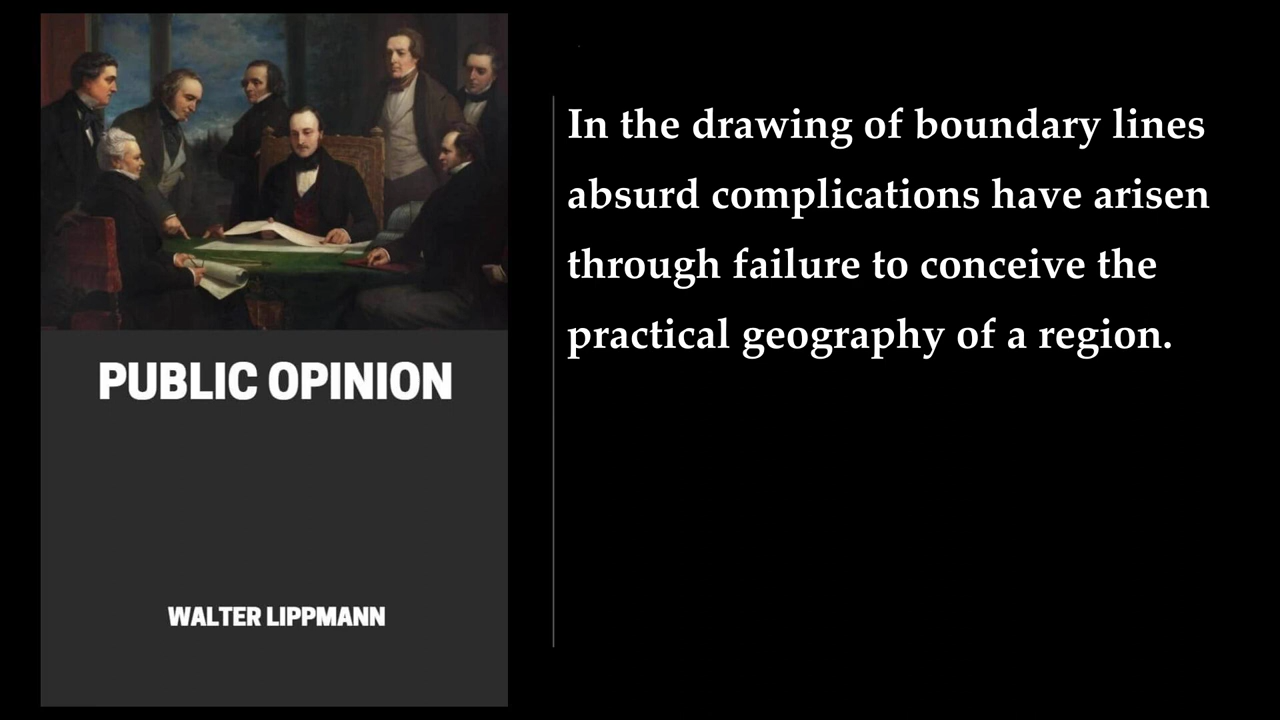 PUBLIC OPINION
WALTER LIPPMANN
In the drawing of boundary lines
absurd complications have arisen
through failure to conceive the
practical geography of a region.